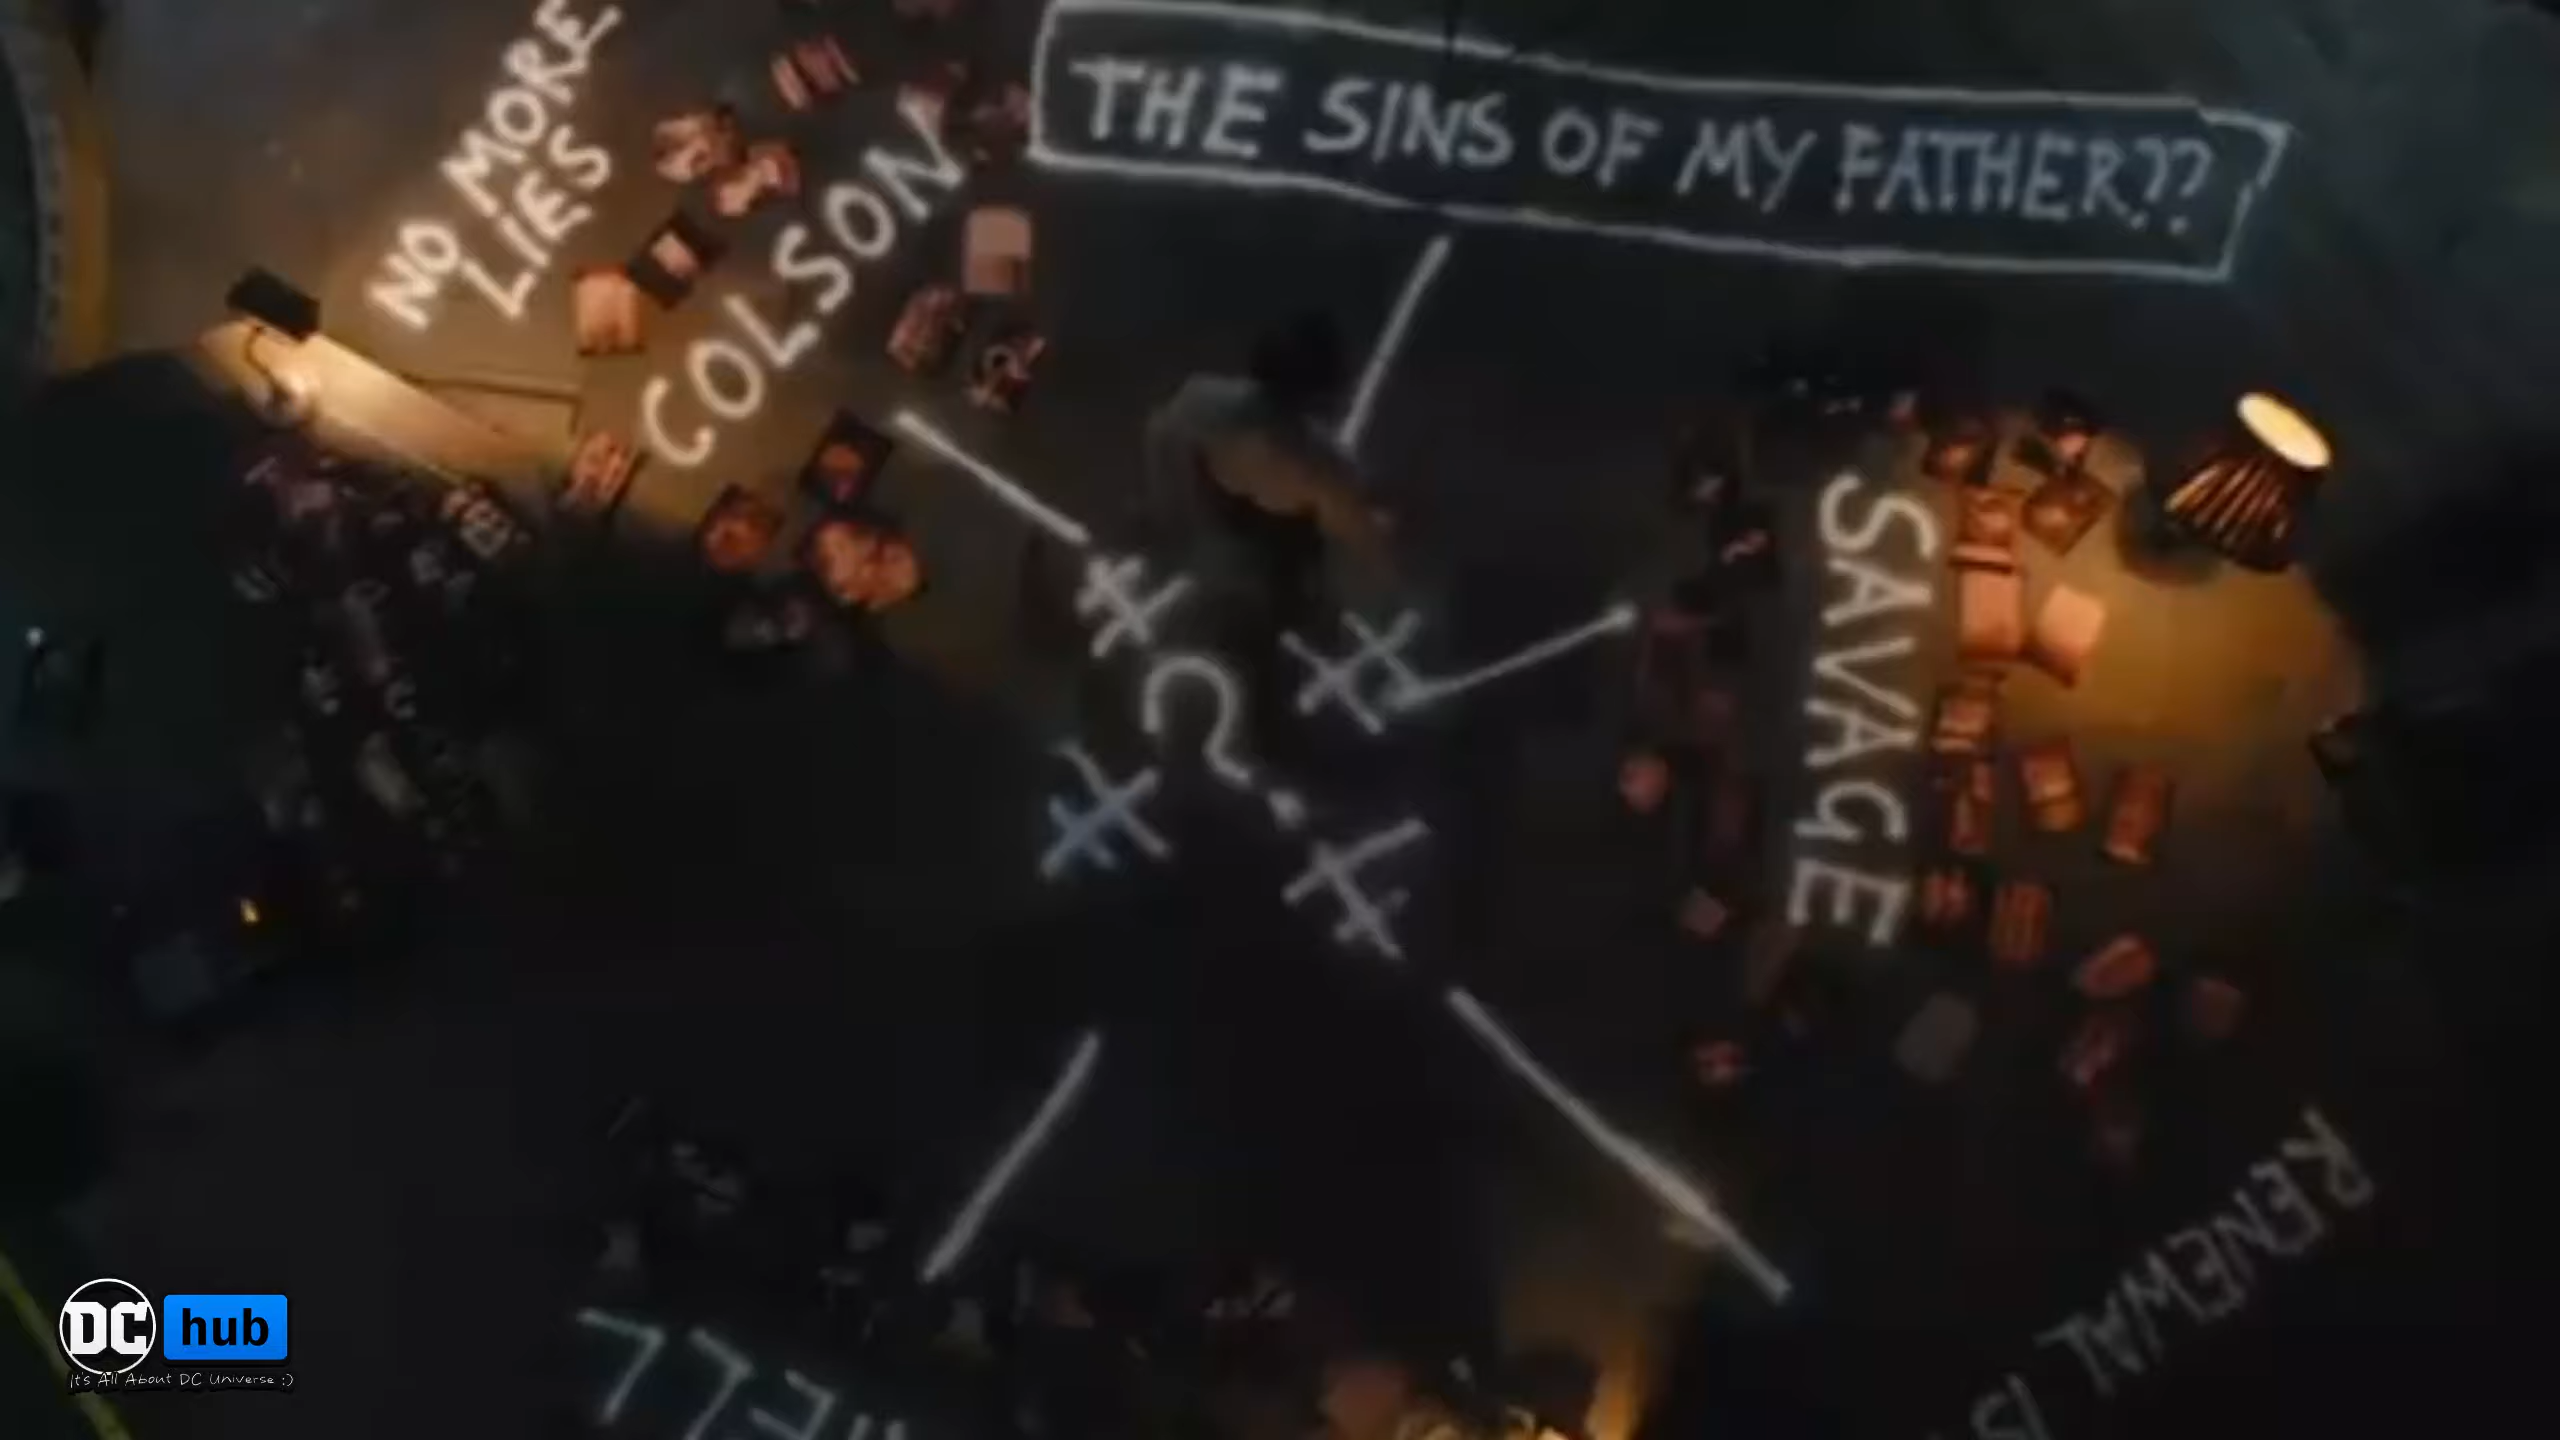 NO MORE
LIES
COLSON
THE SINS OF MY FATHER??
?
SAVAGE
RENEWAL IS
DC hub
It's All About DC Universe :)